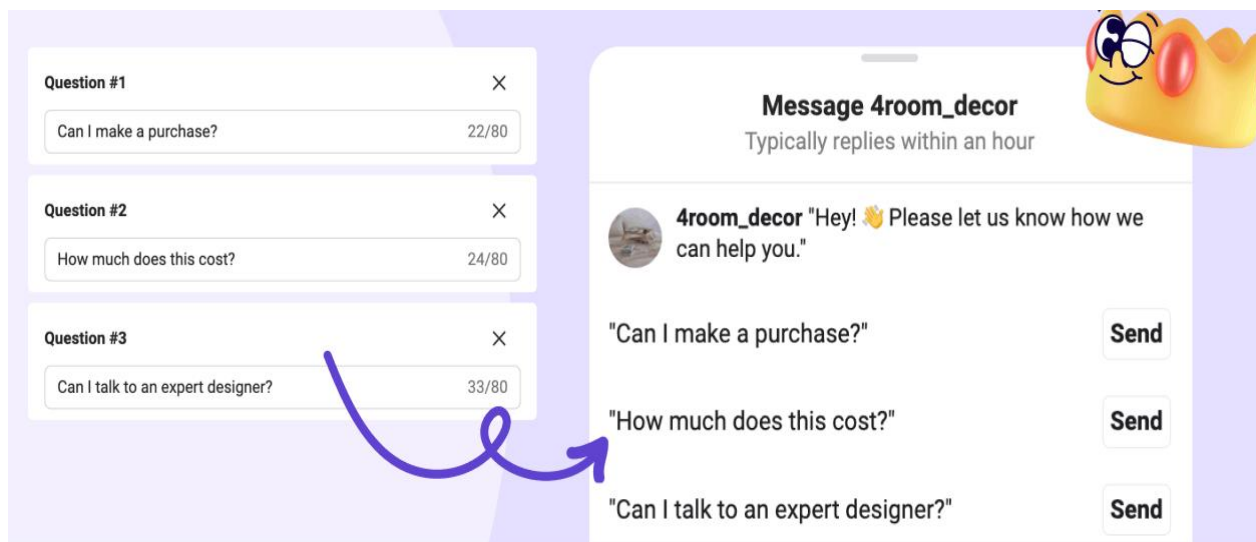 Question #1
Can I make a purchase? 22/80
Question #2
How much does this cost? 24/80
Question #3
Can I talk to an expert designer? 33/80
Message 4room_decor
Typically replies within an hour
4room_decor "Hey! 👋 Please let us know how we
can help you."
"Can I make a purchase?" Send
"How much does this cost?" Send
"Can I talk to an expert designer?" Send